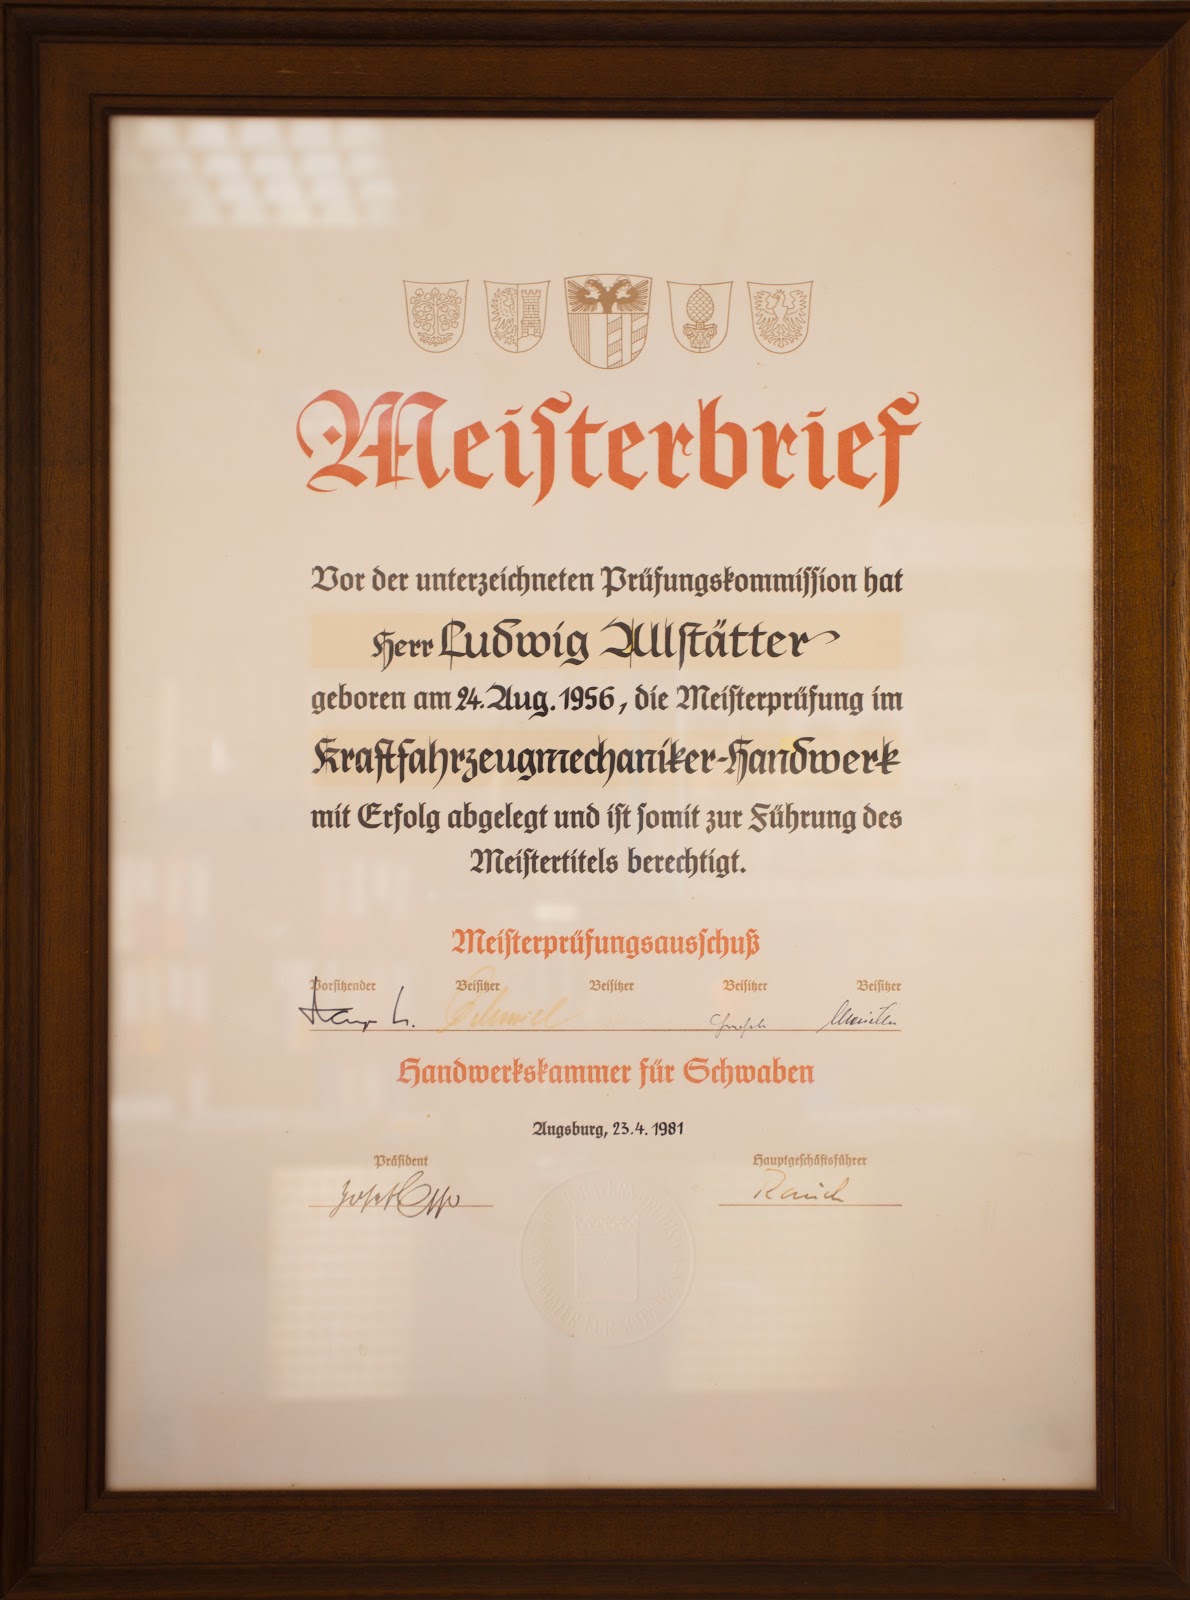 Meisterbrief
Vor der unterzeichneten Prüfungskommission hat
Herr Ludwig Allstätter
geboren am 24. Aug. 1956, die Meisterprüfung im
Kraftfahrzeugmechaniker-Handwerk
mit Erfolg abgelegt und ist somit zur Führung des
Meistertitels berechtigt.
Meisterprüfungsausschuß
Vorsitzender Beisitzer Beisitzer Beisitzer Beisitzer
Handwerkskammer für Schwaben
Augsburg, 23.4. 1981
Präsident Hauptgeschäftsführer